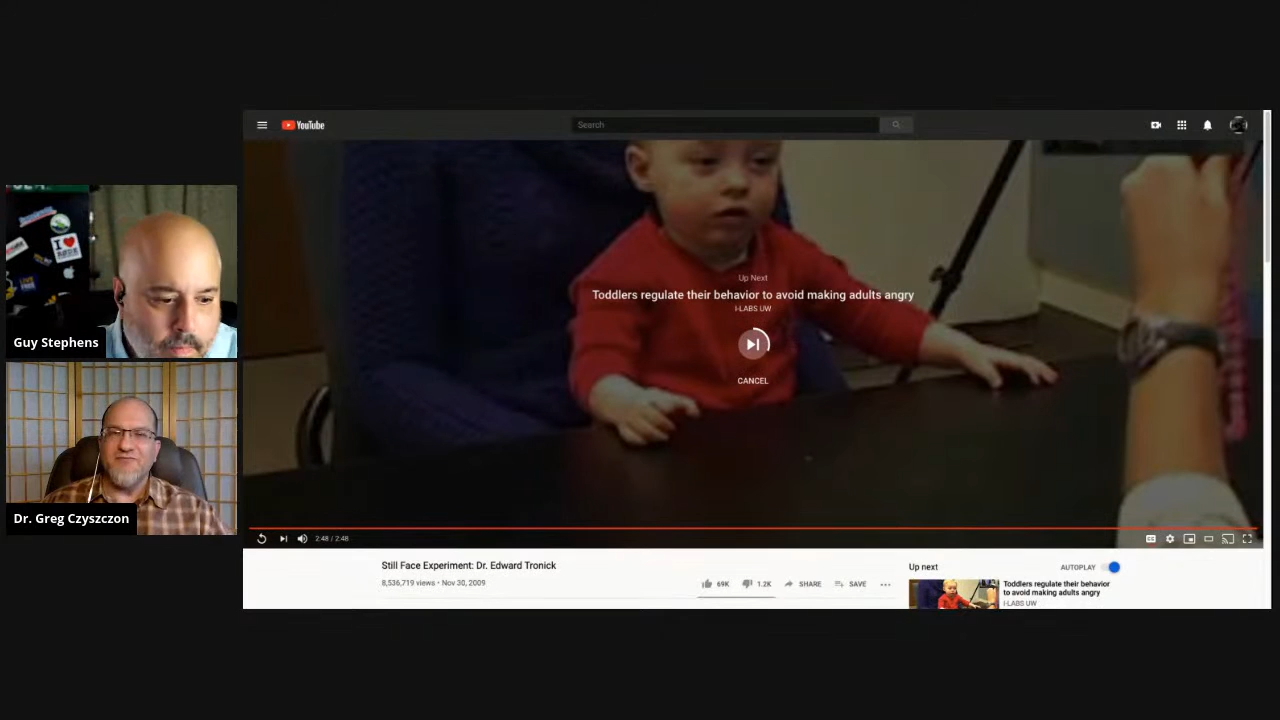 I ❤
LIVE
FREE
Guy Stephens
Dr. Greg Czyszczon
YouTube
Search
Up Next
Toddlers regulate their behavior to avoid making adults angry
I-LABS UW
CANCEL
2:48 / 2:48
CC
Still Face Experiment: Dr. Edward Tronick
8,536,719 views • Nov 30, 2009
69K
1.2K
SHARE
SAVE
Up next
AUTOPLAY
Toddlers regulate their behavior
to avoid making adults angry
I-LABS UW